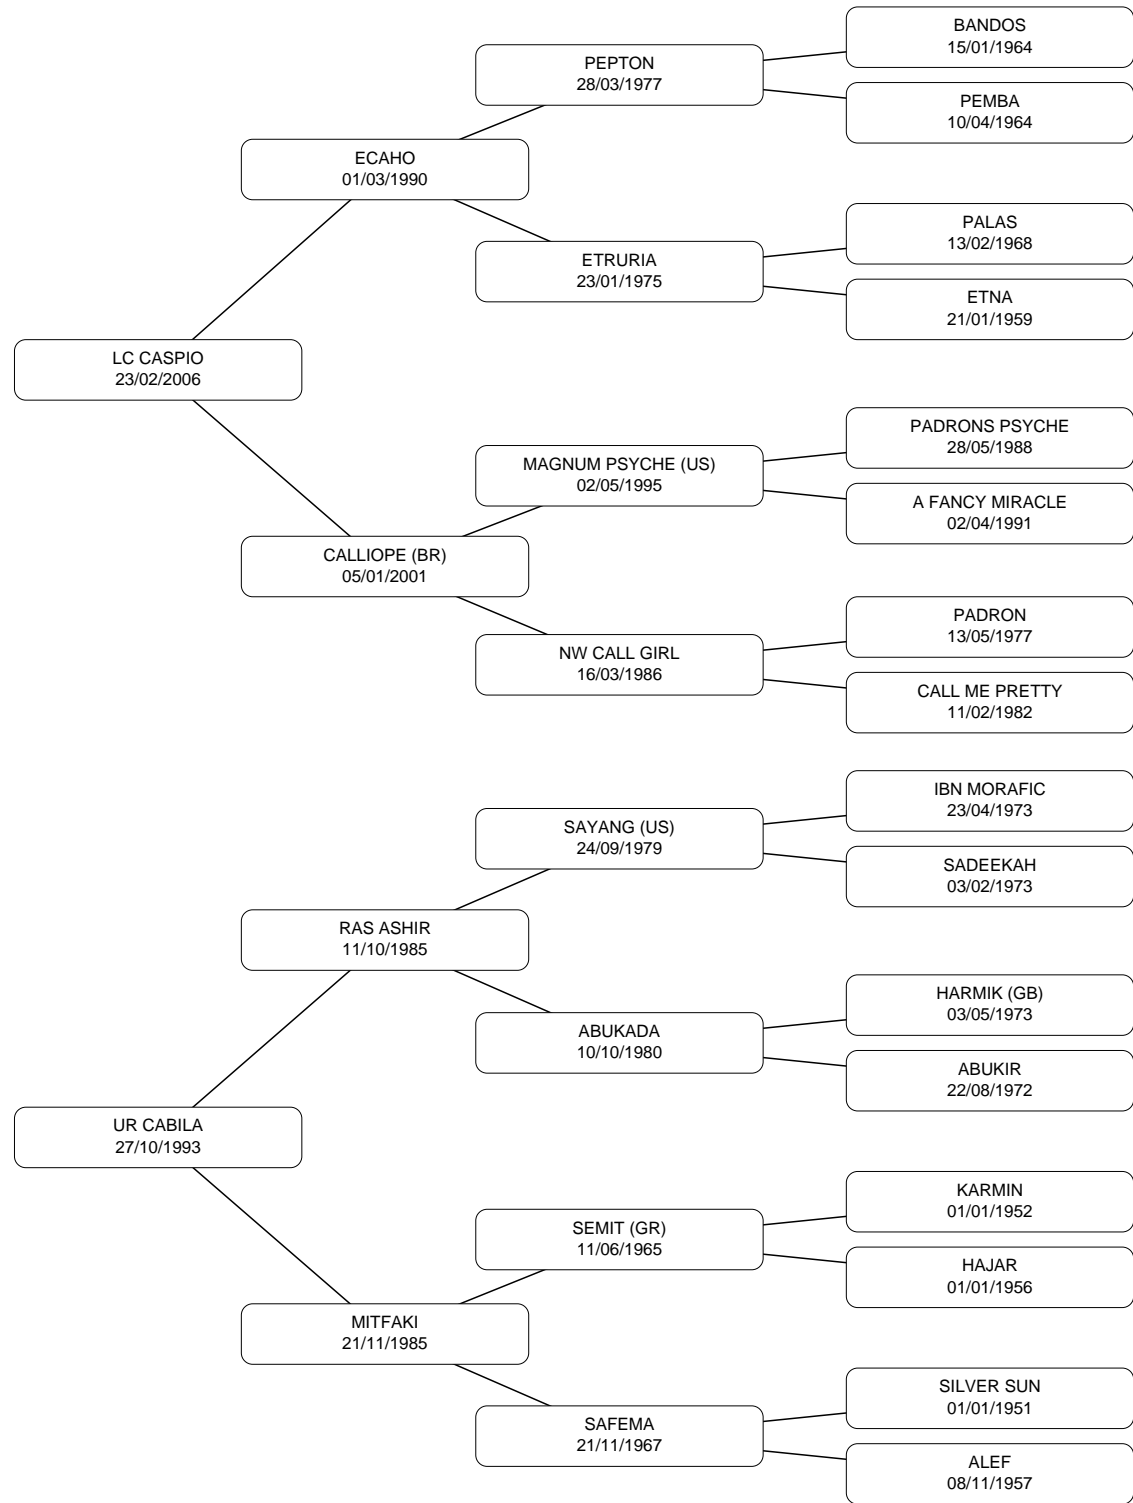 BANDOS
15/01/1964
PEPTON
28/03/1977
PEMBA
10/04/1964
ECAHO
01/03/1990
PALAS
13/02/1968
ETRURIA
23/01/1975
ETNA
21/01/1959
LC CASPIO
23/02/2006
PADRONS PSYCHE
28/05/1988
MAGNUM PSYCHE (US)
02/05/1995
A FANCY MIRACLE
02/04/1991
CALLIOPE (BR)
05/01/2001
PADRON
13/05/1977
NW CALL GIRL
16/03/1986
CALL ME PRETTY
11/02/1982
IBN MORAFIC
23/04/1973
SAYANG (US)
24/09/1979
SADEEKAH
03/02/1973
RAS ASHIR
11/10/1985
HARMIK (GB)
03/05/1973
ABUKADA
10/10/1980
ABUKIR
22/08/1972
UR CABILA
27/10/1993
KARMIN
01/01/1952
SEMIT (GR)
11/06/1965
HAJAR
01/01/1956
MITFAKI
21/11/1985
SILVER SUN
01/01/1951
SAFEMA
21/11/1967
ALEF
08/11/1957